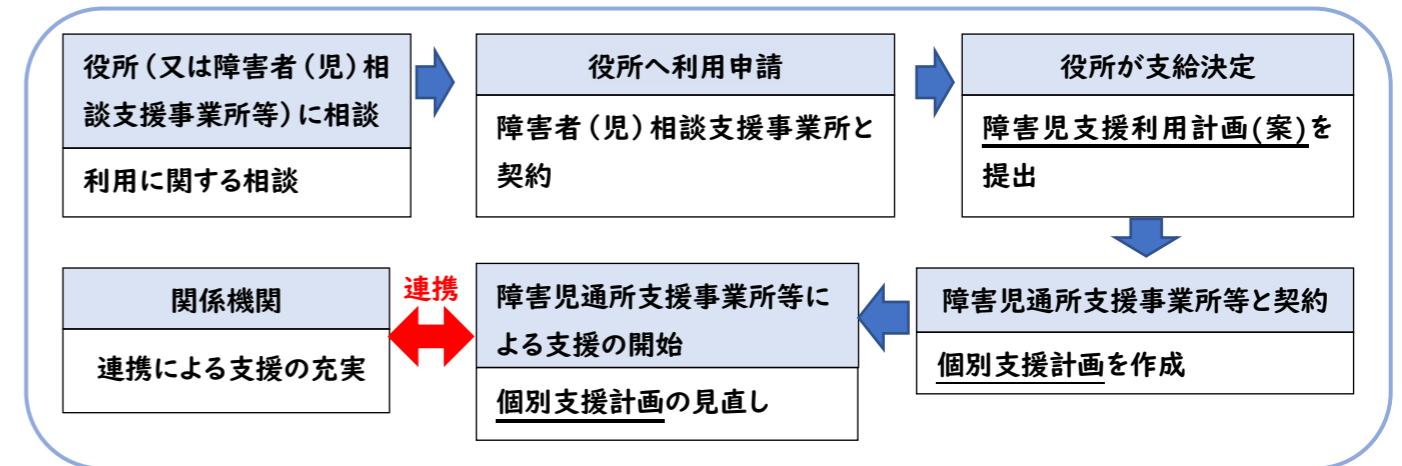 役所（又は障害者（児）相
談支援事業所等）に相談
利用に関する相談
役所へ利用申請
障害者（児）相談支援事業所と
契約
役所が支給決定
障害児支援利用計画(案)を
提出
障害児通所支援事業所等と契約
個別支援計画を作成
障害児通所支援事業所等に
よる支援の開始
個別支援計画の見直し
連携
関係機関
連携による支援の充実